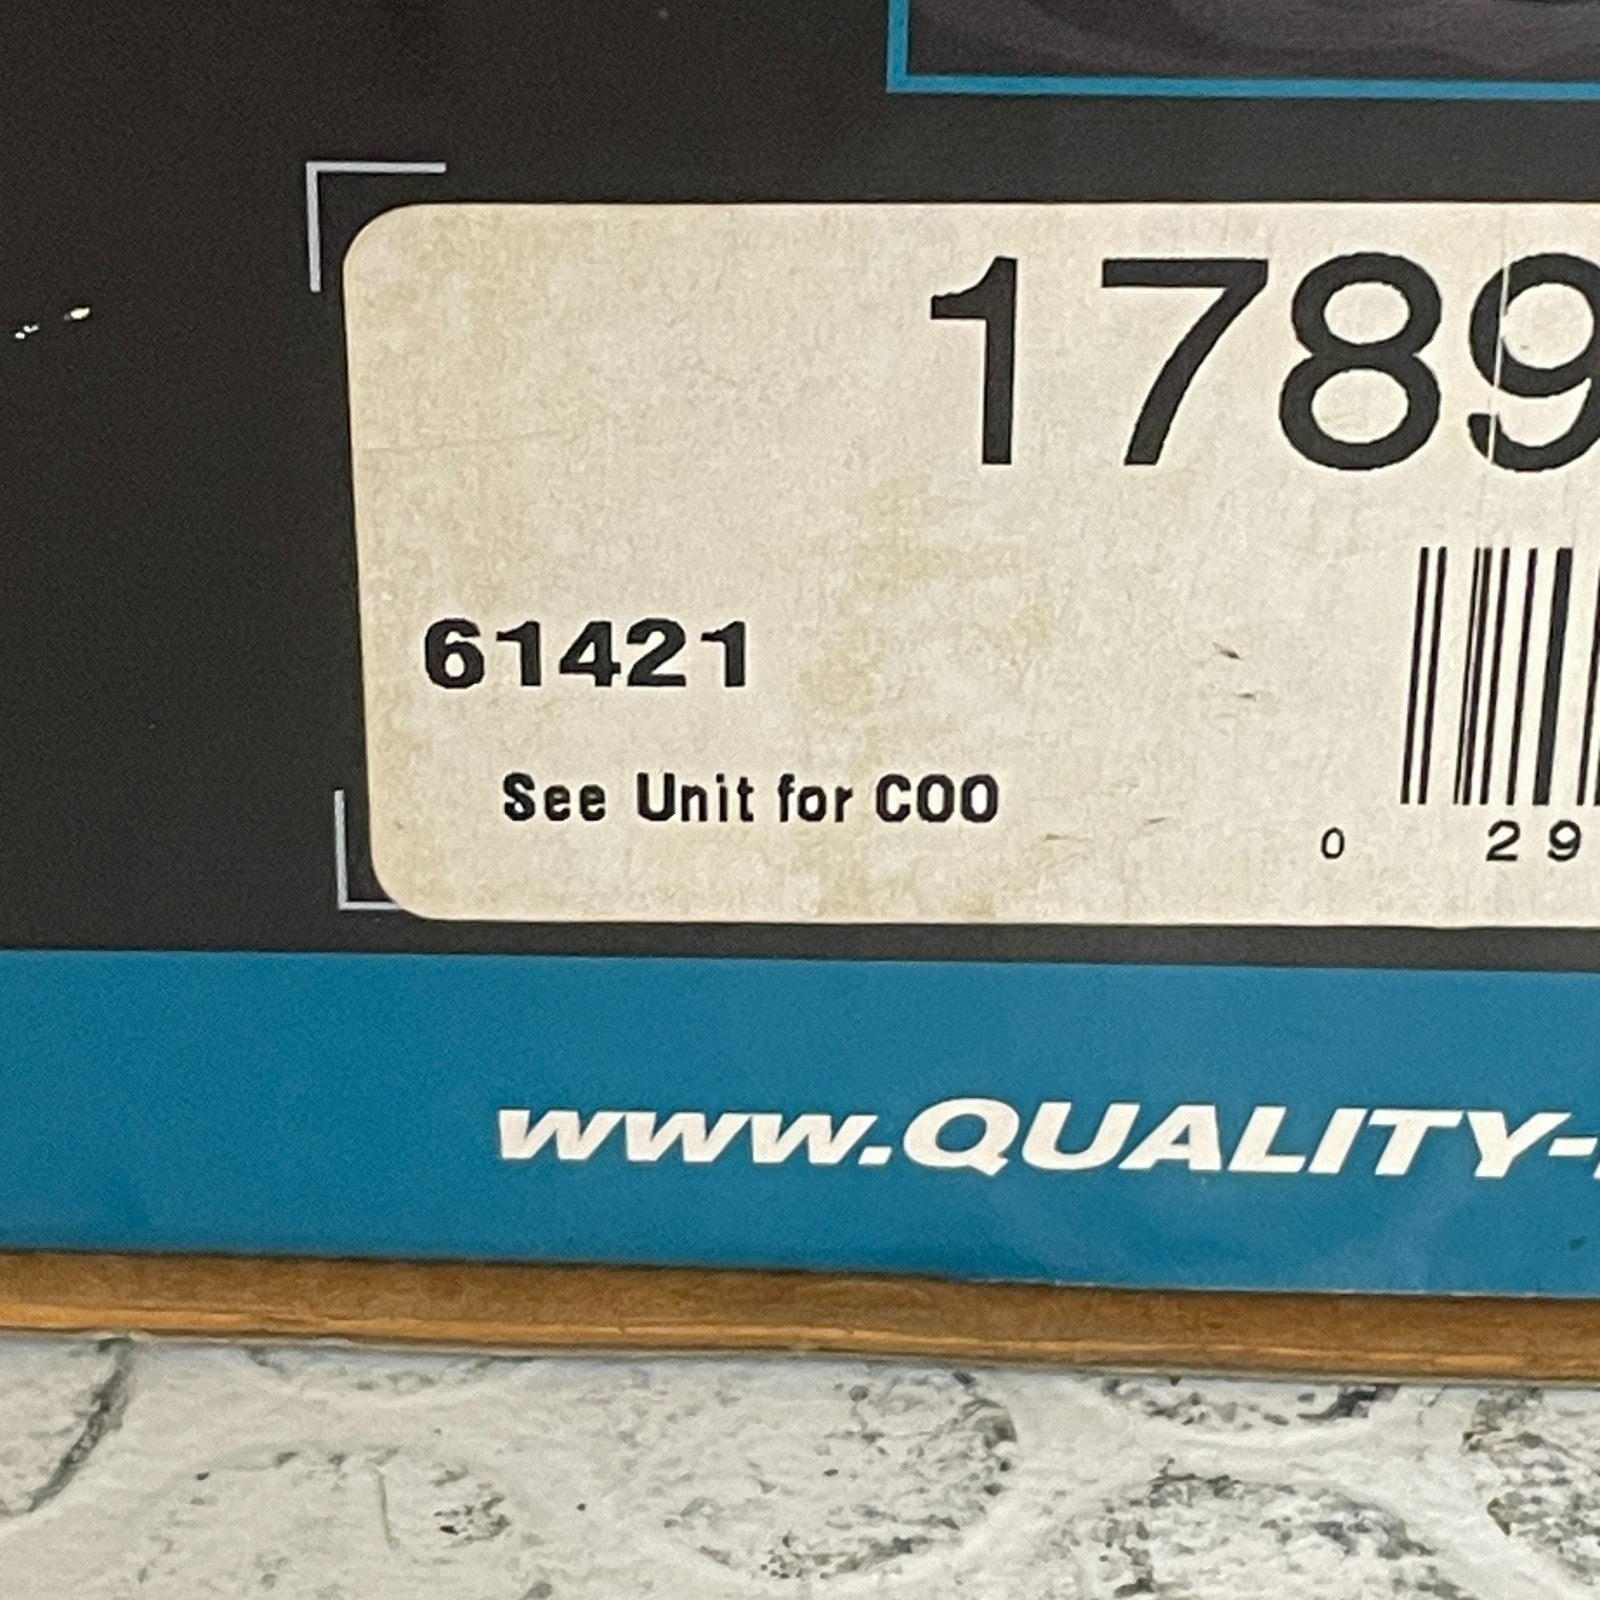 1789
61421
See Unit for COO
0 29
www.QUALITY-